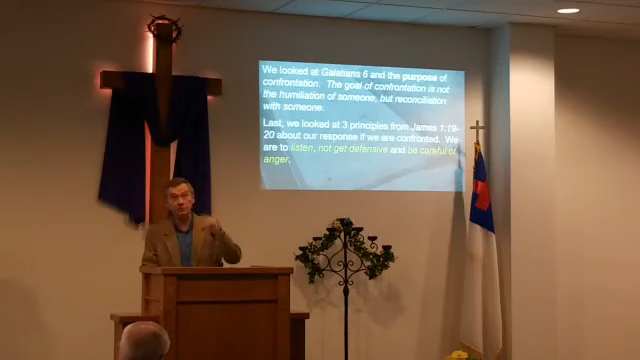 We looked at Galatians 6 and the purpose of
confrontation. The goal of confrontation is not
the humiliation of someone, but reconciliation
with someone.
Last, we looked at 3 principles from James 1:19-
20 about our response if we are confronted. We
are to listen, not get defensive and be careful of
anger.